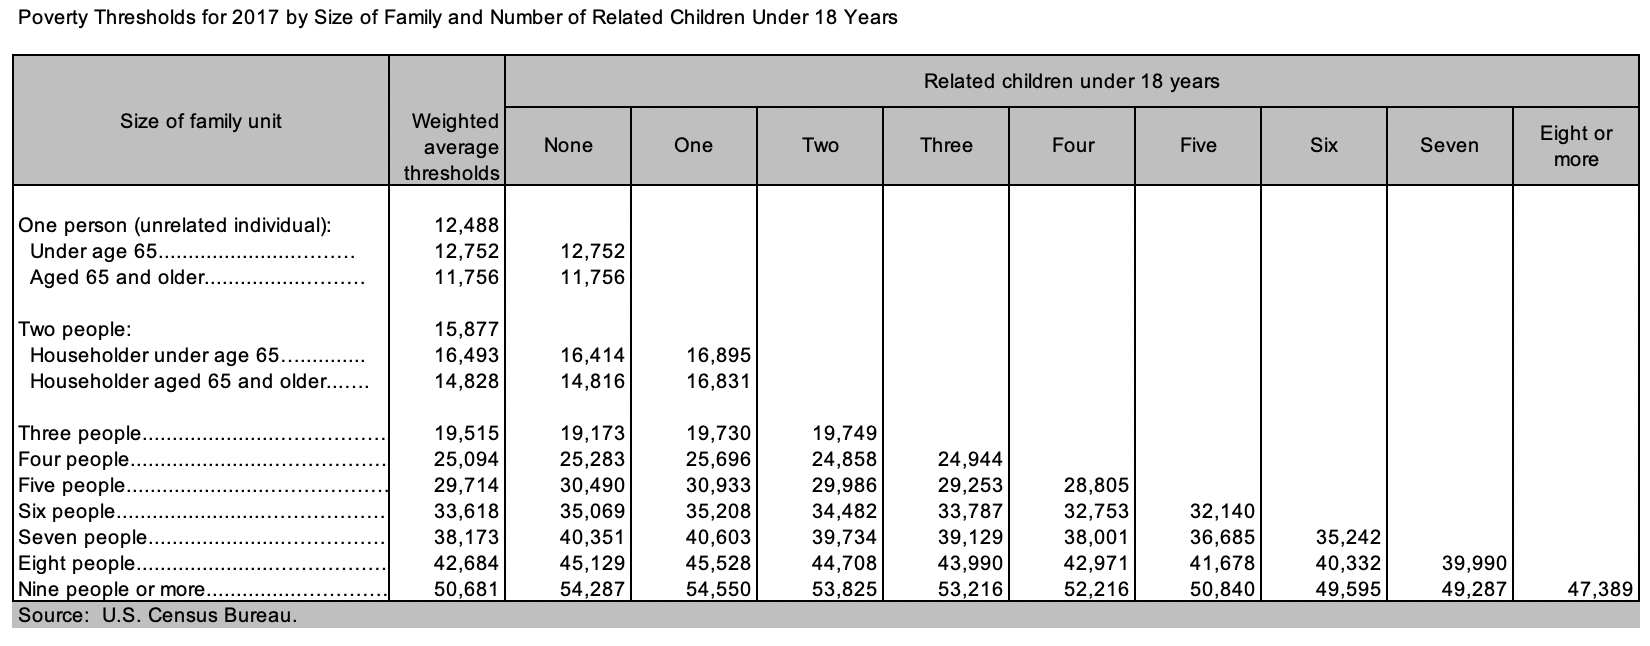 Poverty Thresholds for 2017 by Size of Family and Number of Related Children Under 18 Years
Related children under 18 years
Size of family unit Weighted average thresholds None One Two Three Four Five Six Seven Eight or more
One person (unrelated individual): 12,488
Under age 65................................. 12,752 12,752
Aged 65 and older........................... 11,756 11,756
Two people: 15,877
Householder under age 65.............. 16,493 16,414 16,895
Householder aged 65 and older....... 14,828 14,816 16,831
Three people......................................... 19,515 19,173 19,730 19,749
Four people........................................... 25,094 25,283 25,696 24,858 24,944
Five people............................................ 29,714 30,490 30,933 29,986 29,253 28,805
Six people............................................. 33,618 35,069 35,208 34,482 33,787 32,753 32,140
Seven people........................................ 38,173 40,351 40,603 39,734 39,129 38,001 36,685 35,242
Eight people.......................................... 42,684 45,129 45,528 44,708 43,990 42,971 41,678 40,332 39,990
Nine people or more.............................. 50,681 54,287 54,550 53,825 53,216 52,216 50,840 49,595 49,287 47,389
Source: U.S. Census Bureau.